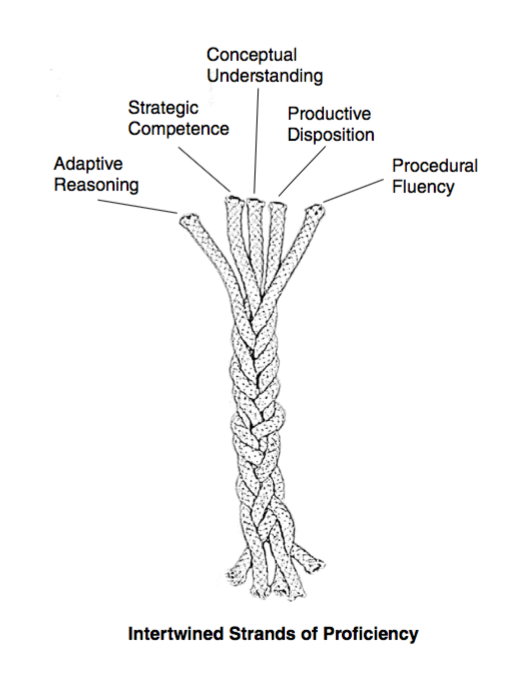 Conceptual
Understanding
Strategic
Competence
Productive
Disposition
Adaptive
Reasoning
Procedural
Fluency
Intertwined Strands of Proficiency